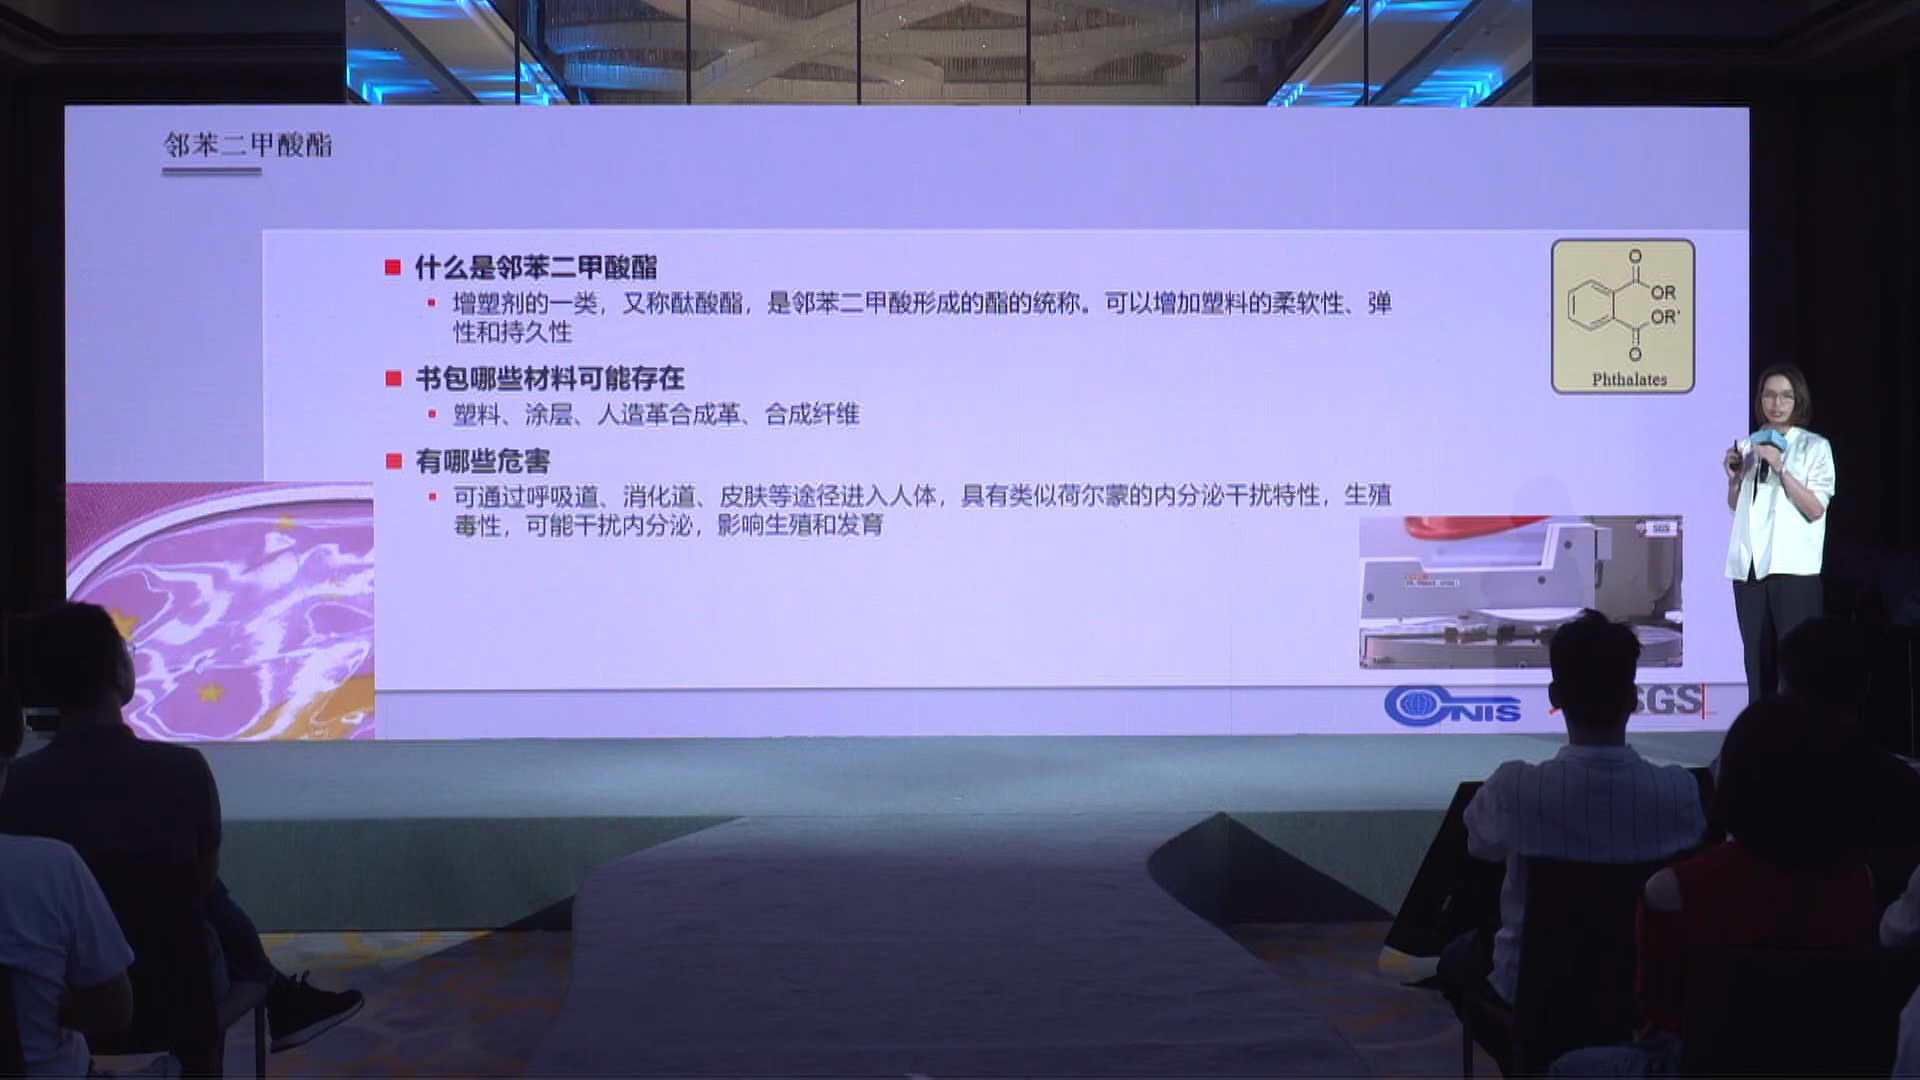 邻苯二甲酸酯
什么是邻苯二甲酸酯
增塑剂的一类，又称酞酸酯，是邻苯二甲酸形成的酯的统称。可以增加塑料的柔软性、弹
性和持久性
书包哪些材料可能存在
塑料、涂层、人造革合成革、合成纤维
有哪些危害
可通过呼吸道、消化道、皮肤等途径进入人体，具有类似荷尔蒙的内分泌干扰特性，生殖
毒性，可能干扰内分泌，影响生殖和发育
O
OR
OR'
O
Phthalates
SGS
ONIS
SGS